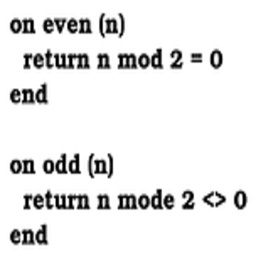 on even (n)
return n mod 2 = 0
end
on odd (n)
return n mode 2 <> 0
end